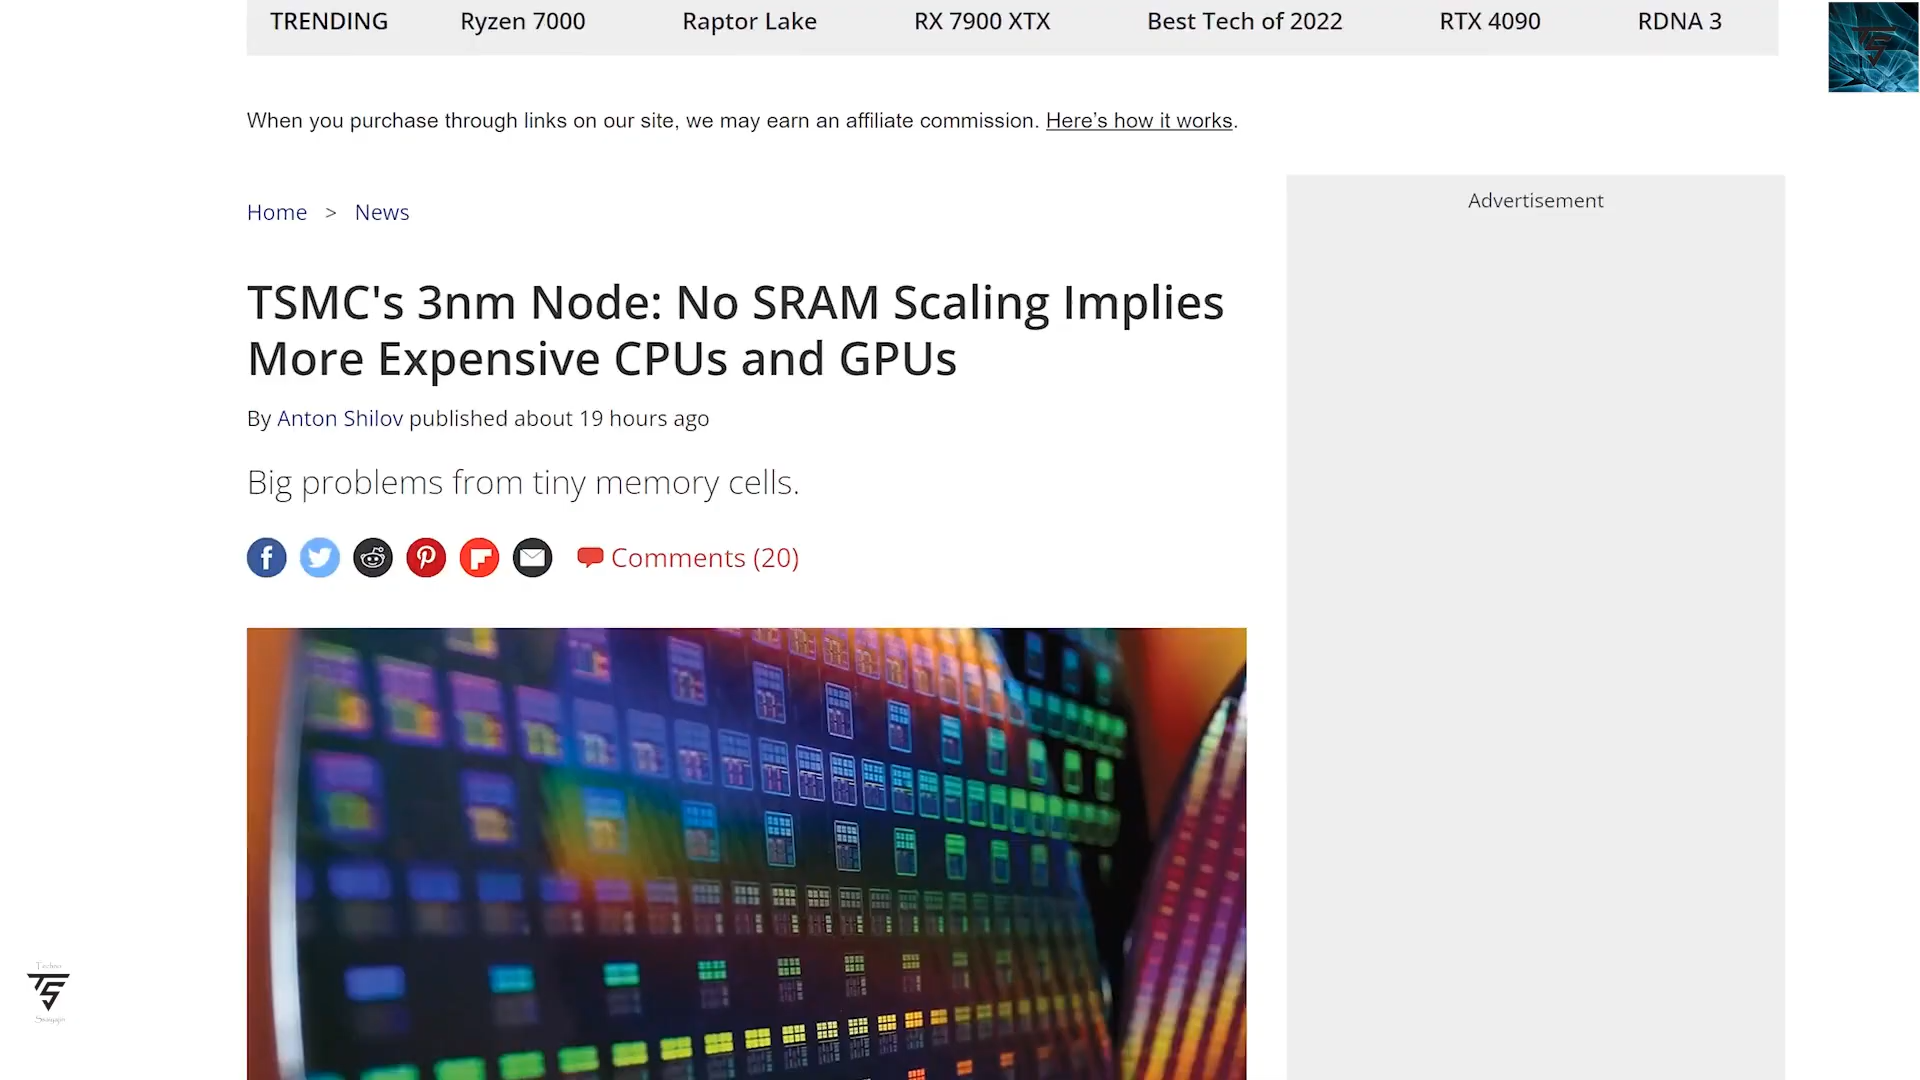 TRENDING Ryzen 7000 Raptor Lake RX 7900 XTX Best Tech of 2022 RTX 4090 RDNA 3
When you purchase through links on our site, we may earn an affiliate commission. Here’s how it works.
Advertisement
Home > News
TSMC's 3nm Node: No SRAM Scaling Implies
More Expensive CPUs and GPUs
By Anton Shilov published about 19 hours ago
Big problems from tiny memory cells.
Comments (20)
Techno